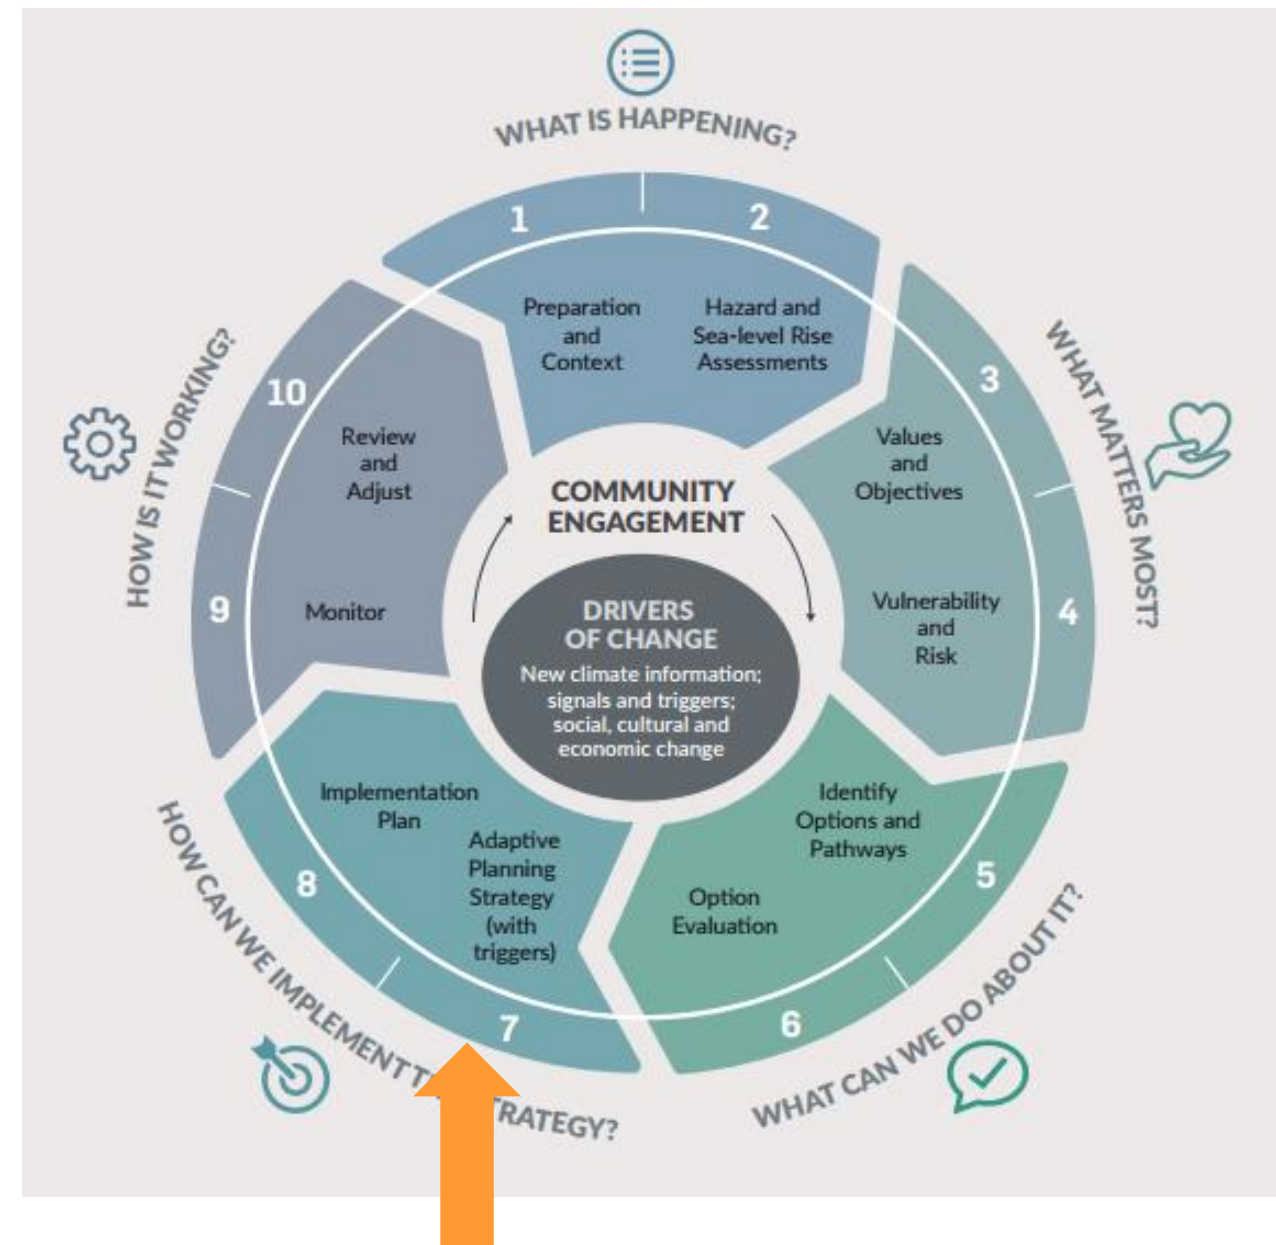 WHAT IS HAPPENING?
1
2
Preparation
and
Context
Hazard and
Sea-level Rise
Assessments
WHAT MATTERS MOST?
3
Values
and
Objectives
4
Vulnerability
and
Risk
WHAT CAN WE DO ABOUT IT?
5
Identify
Options and
Pathways
6
Option
Evaluation
HOW CAN WE IMPLEMENT
STRATEGY?
7
Adaptive
Planning
Strategy
(with
triggers)
8
Implementation
Plan
HOW IS IT WORKING?
9
Monitor
10
Review
and
Adjust
COMMUNITY
ENGAGEMENT
DRIVERS
OF CHANGE
New climate information;
signals and triggers;
social, cultural and
economic change